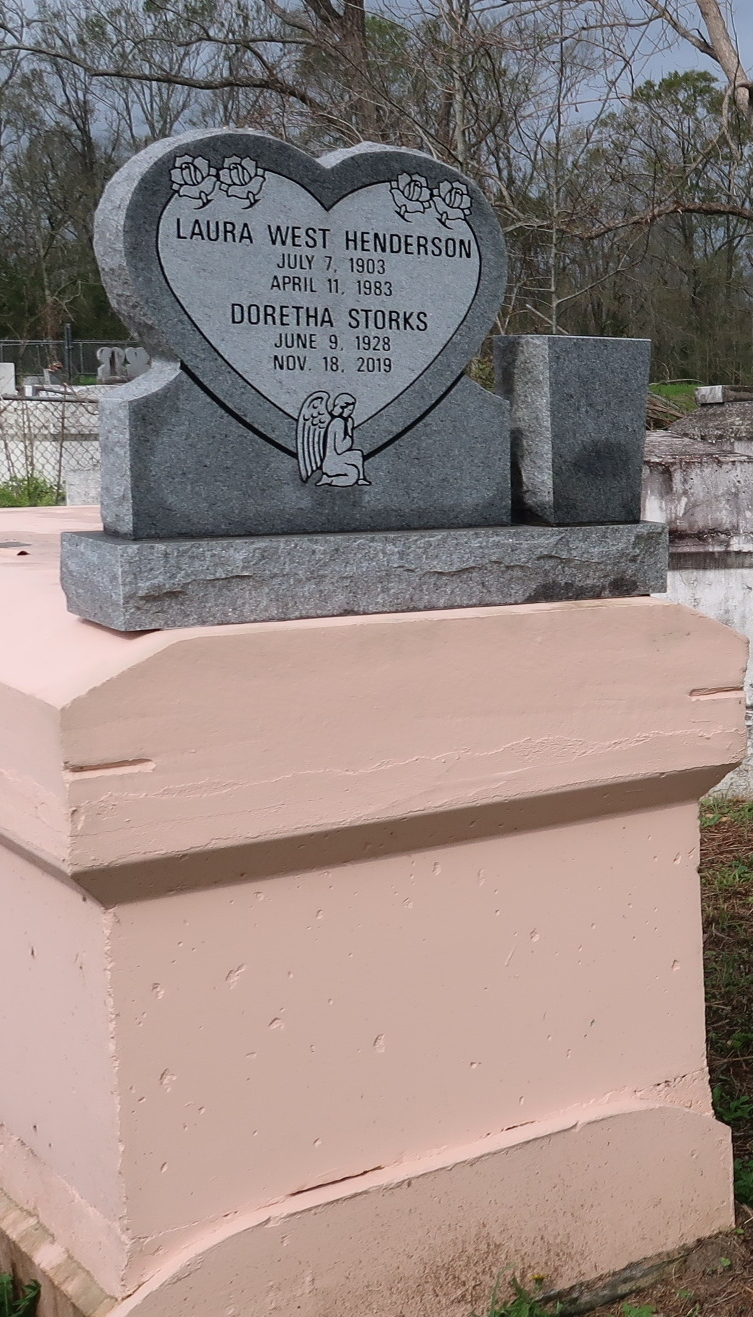 LAURA WEST HENDERSON
JULY 7, 1903
APRIL 11, 1983
DORETHA STORKS
JUNE 9, 1928
NOV. 18, 2019